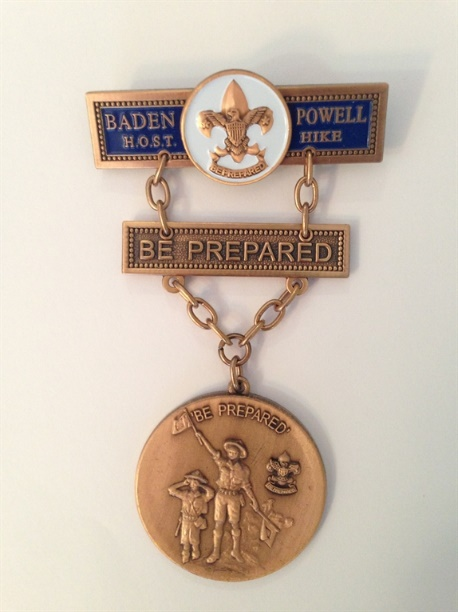 BADEN POWELL
H.O.S.T. HIKE
BE PREPARED
BE PREPARED
'BE PREPARED'